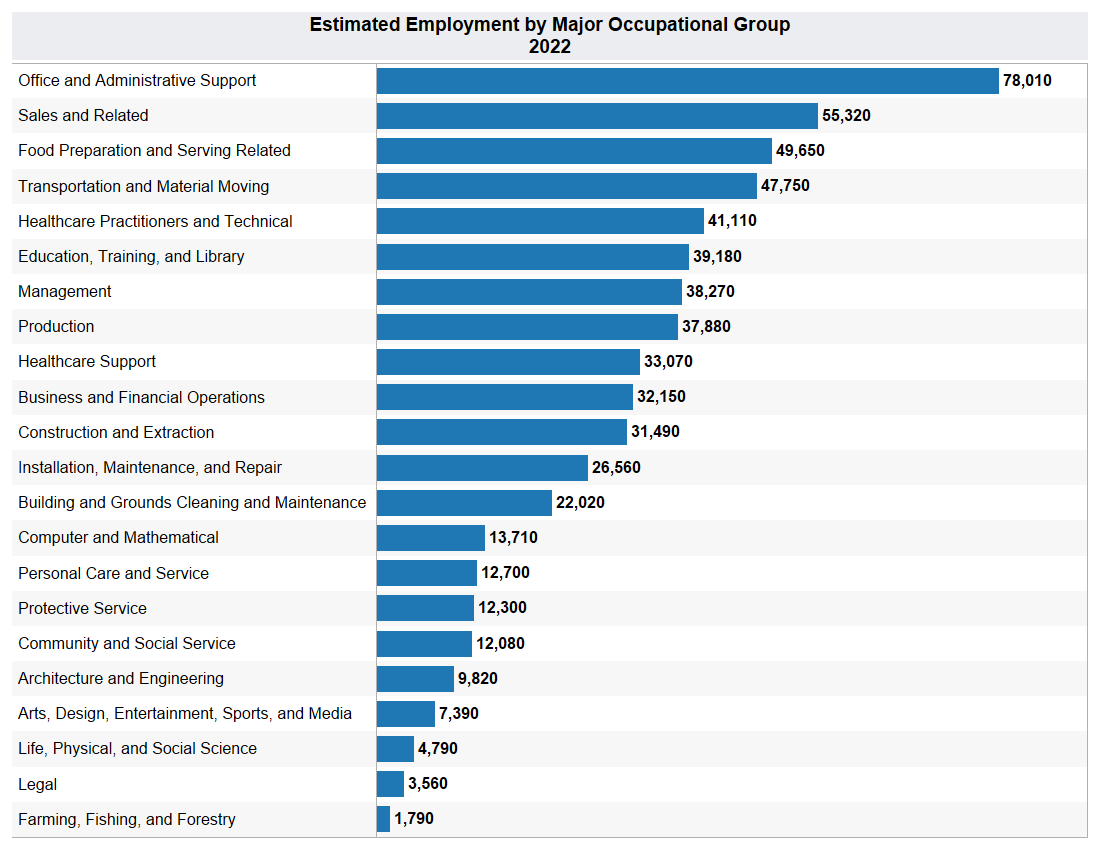 Estimated Employment by Major Occupational Group
2022
Office and Administrative Support 78,010
Sales and Related 55,320
Food Preparation and Serving Related 49,650
Transportation and Material Moving 47,750
Healthcare Practitioners and Technical 41,110
Education, Training, and Library 39,180
Management 38,270
Production 37,880
Healthcare Support 33,070
Business and Financial Operations 32,150
Construction and Extraction 31,490
Installation, Maintenance, and Repair 26,560
Building and Grounds Cleaning and Maintenance 22,020
Computer and Mathematical 13,710
Personal Care and Service 12,700
Protective Service 12,300
Community and Social Service 12,080
Architecture and Engineering 9,820
Arts, Design, Entertainment, Sports, and Media 7,390
Life, Physical, and Social Science 4,790
Legal 3,560
Farming, Fishing, and Forestry 1,790